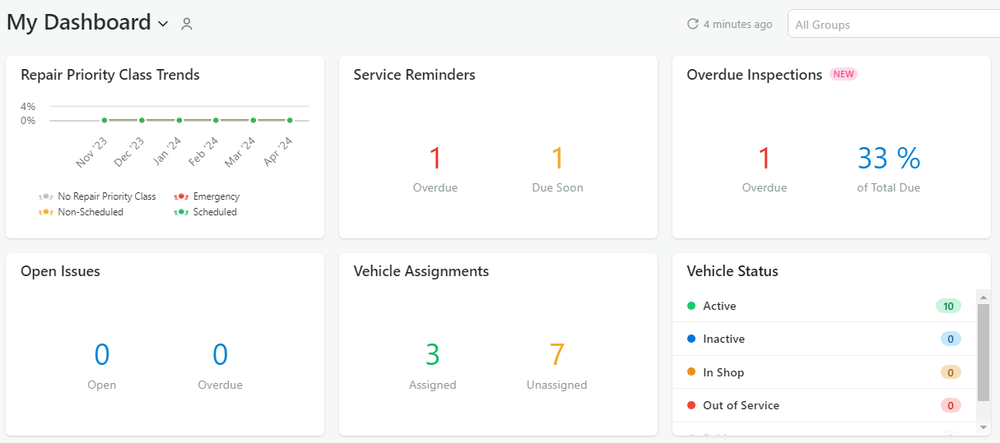 My Dashboard
4 minutes ago
All Groups
Repair Priority Class Trends
4%
0%
Nov '23
Dec '23
Jan '24
Feb '24
Mar '24
Apr '24
No Repair Priority Class
Emergency
Non-Scheduled
Scheduled
Service Reminders
1
Overdue
1
Due Soon
Overdue Inspections NEW
1
Overdue
33 %
of Total Due
Open Issues
0
Open
0
Overdue
Vehicle Assignments
3
Assigned
7
Unassigned
Vehicle Status
Active 10
Inactive 0
In Shop 0
Out of Service 0